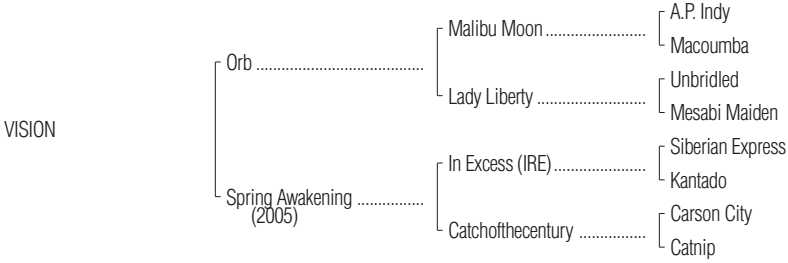 A.P. Indy
Malibu Moon ........................
Macoumba
Orb ........................................
Unbridled
Lady Liberty ..........................
Mesabi Maiden
VISION
Siberian Express
In Excess (IRE)......................
Kantado
Spring Awakening ................
(2005)
Carson City
Catchofthecentury ................
Catnip